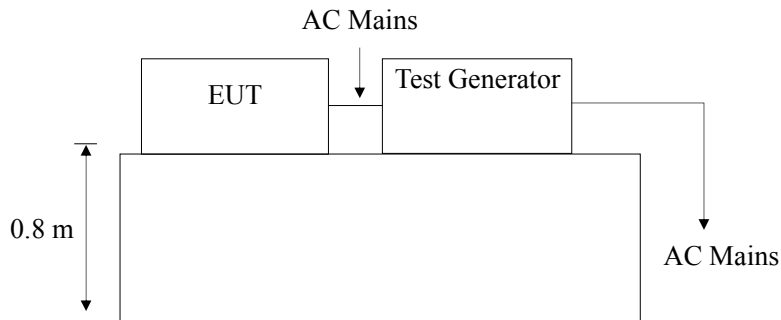 AC Mains
EUT
Test Generator
0.8 m
AC Mains